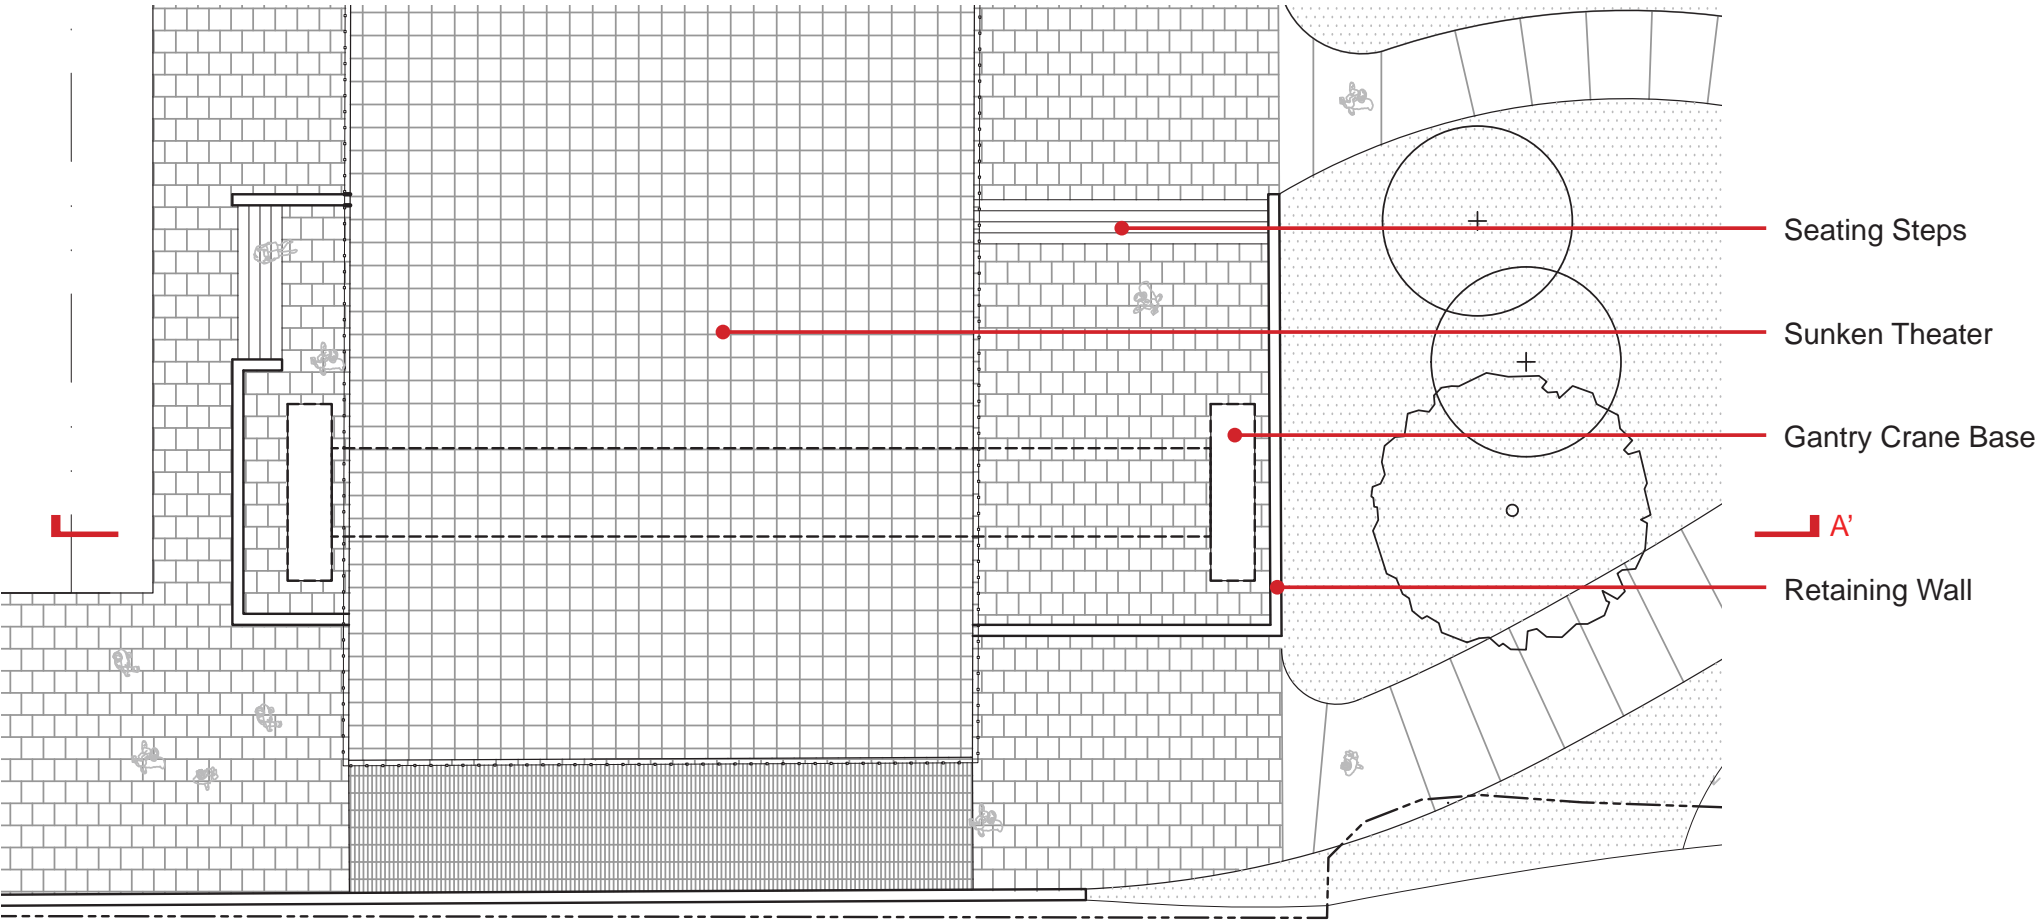 Seating Steps
Sunken Theater
Gantry Crane Base
A’
Retaining Wall